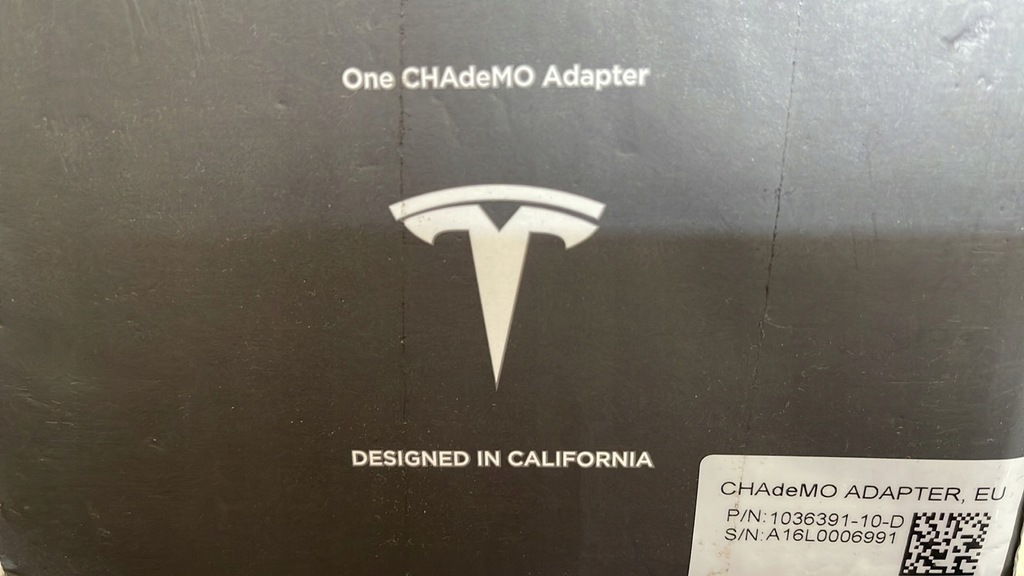 One CHAdeMO Adapter
DESIGNED IN CALIFORNIA
CHAdeMO ADAPTER, EU
P/N:1036391-10-D
S/N:A16L0006991